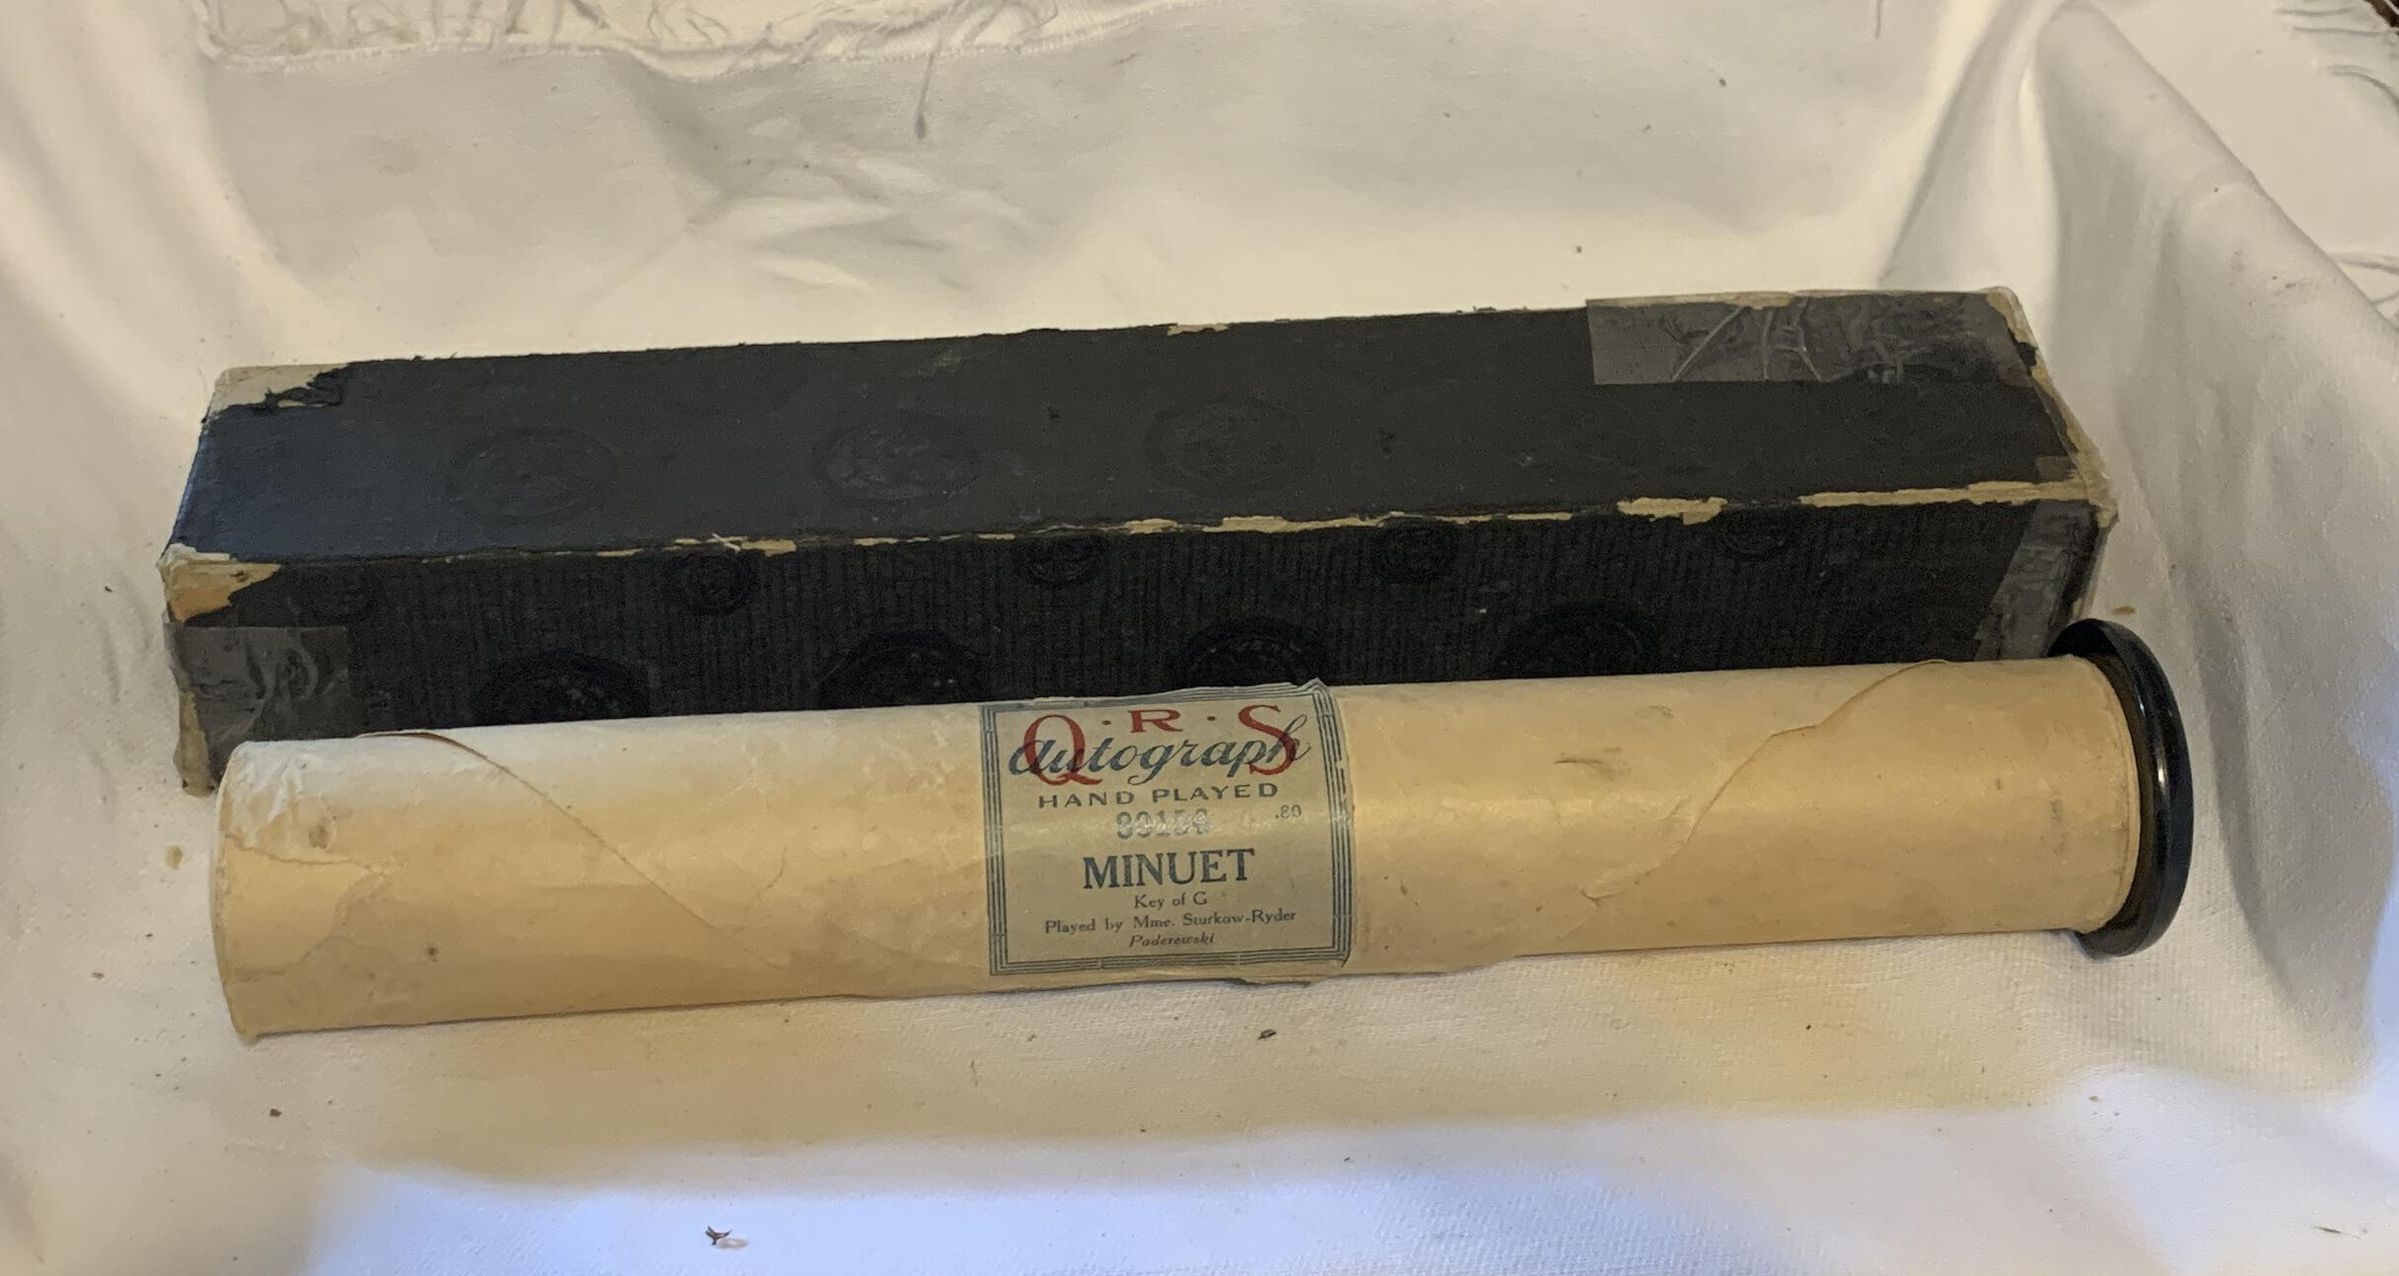 Q·R·S
Autograph
HAND PLAYED
.80
MINUET
Key of G
Played by Mme. Sturkow-Ryder
Paderewski